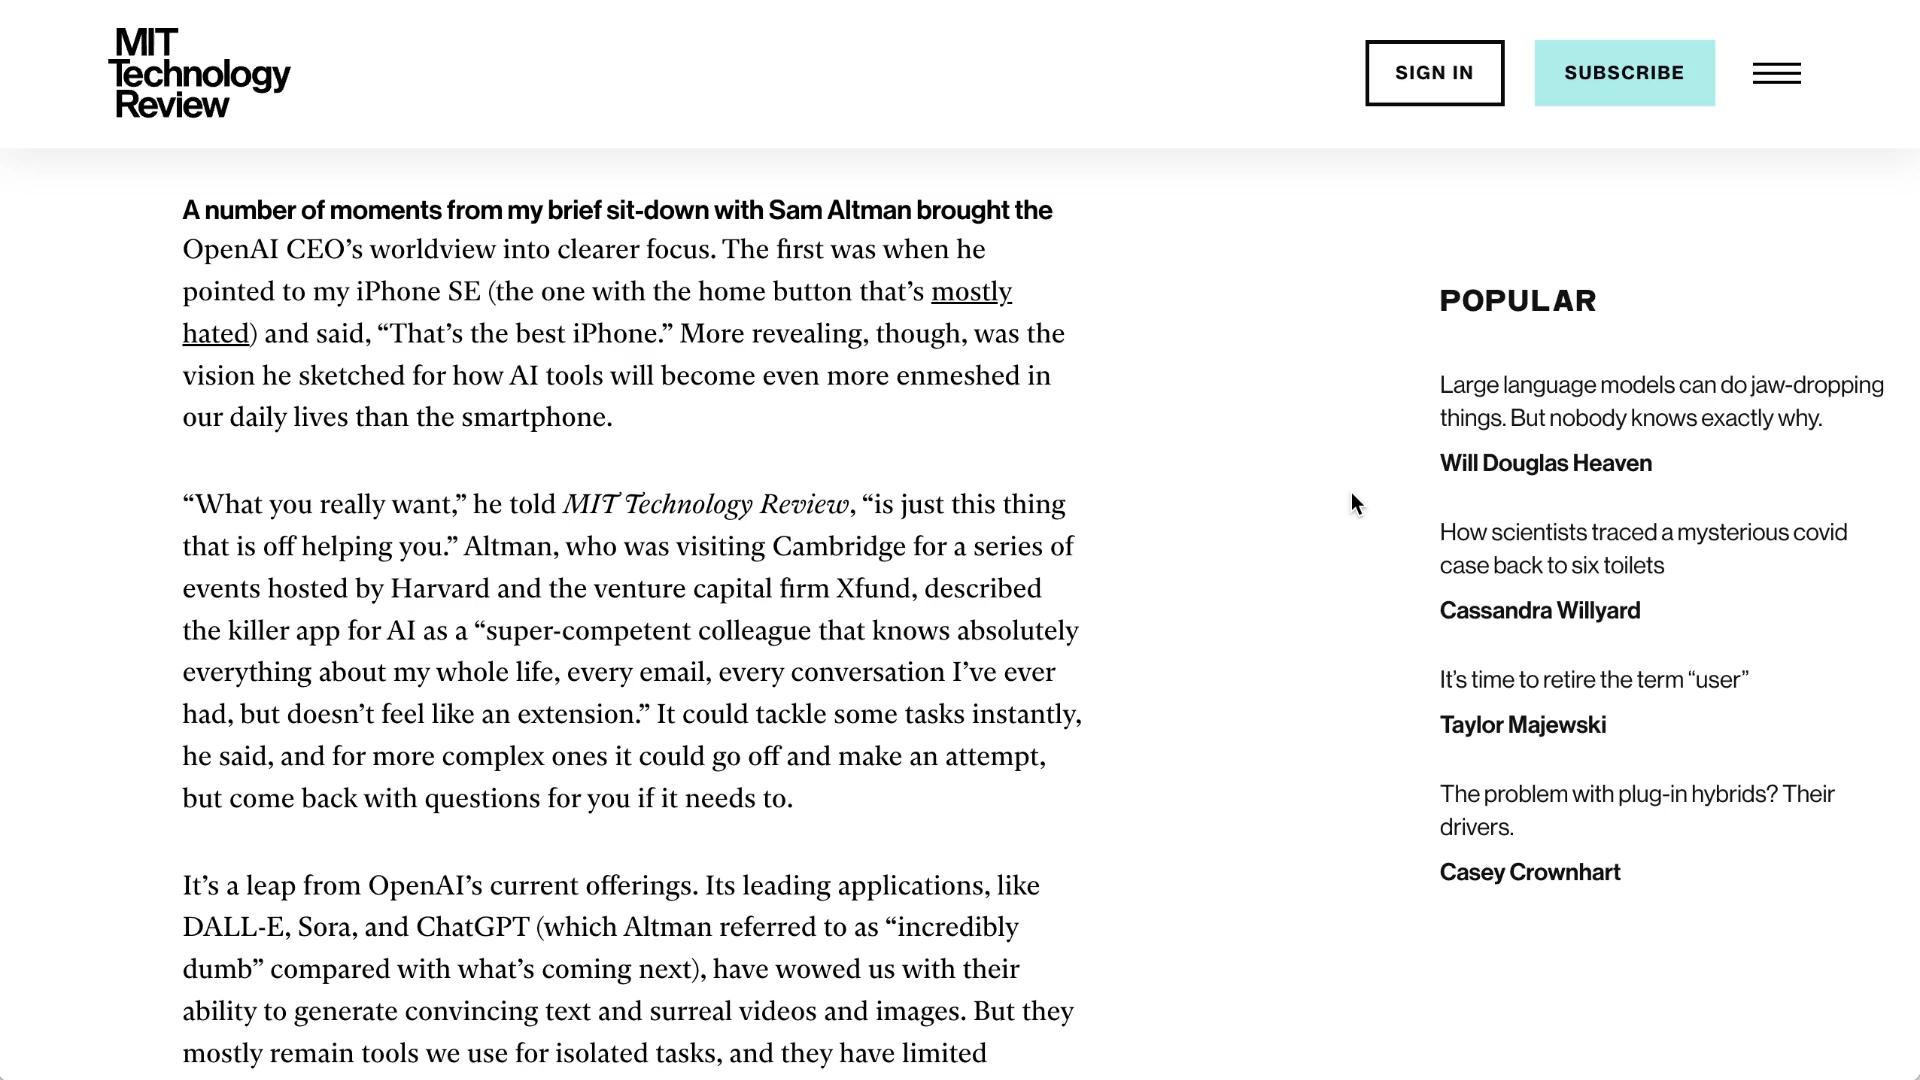 MIT
Technology
Review
SIGN IN
SUBSCRIBE
A number of moments from my brief sit-down with Sam Altman brought the
OpenAI CEO’s worldview into clearer focus. The first was when he
pointed to my iPhone SE (the one with the home button that’s mostly
hated) and said, “That’s the best iPhone.” More revealing, though, was the
vision he sketched for how AI tools will become even more enmeshed in
our daily lives than the smartphone.
“What you really want,” he told MIT Technology Review, “is just this thing
that is off helping you.” Altman, who was visiting Cambridge for a series of
events hosted by Harvard and the venture capital firm Xfund, described
the killer app for AI as a “super-competent colleague that knows absolutely
everything about my whole life, every email, every conversation I’ve ever
had, but doesn’t feel like an extension.” It could tackle some tasks instantly,
he said, and for more complex ones it could go off and make an attempt,
but come back with questions for you if it needs to.
It’s a leap from OpenAI’s current offerings. Its leading applications, like
DALL-E, Sora, and ChatGPT (which Altman referred to as “incredibly
dumb” compared with what’s coming next), have wowed us with their
ability to generate convincing text and surreal videos and images. But they
mostly remain tools we use for isolated tasks, and they have limited
POPULAR
Large language models can do jaw-dropping
things. But nobody knows exactly why.
Will Douglas Heaven
How scientists traced a mysterious covid
case back to six toilets
Cassandra Willyard
It’s time to retire the term “user”
Taylor Majewski
The problem with plug-in hybrids? Their
drivers.
Casey Crownhart